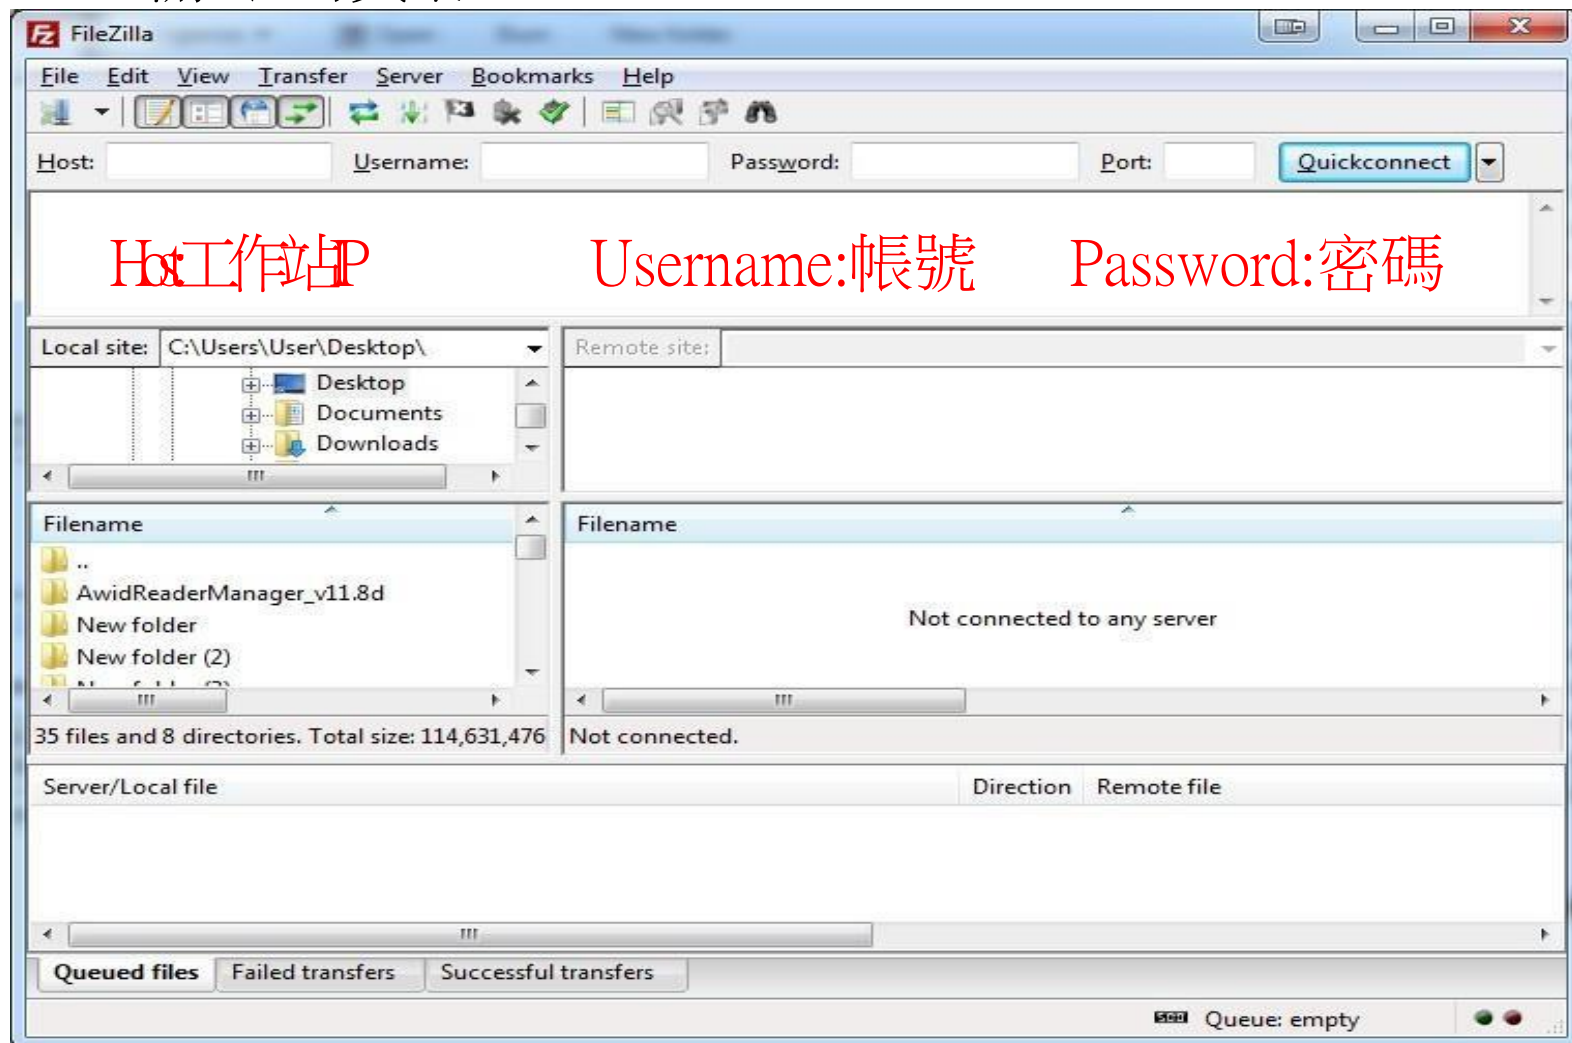 FileZilla
File Edit View Transfer Server Bookmarks Help
Host: Username: Password: Port: Quickconnect
Host:工作站IP Username:帳號 Password:密碼
Local site: C:\Users\User\Desktop\ Remote site:
Desktop
Documents
Downloads
Filename Filename
..
AwidReaderManager_v11.8d
New folder
Not connected to any server
New folder (2)
35 files and 8 directories. Total size: 114,631,476 Not connected.
Server/Local file Direction Remote file
Queued files Failed transfers Successful transfers
Queue: empty